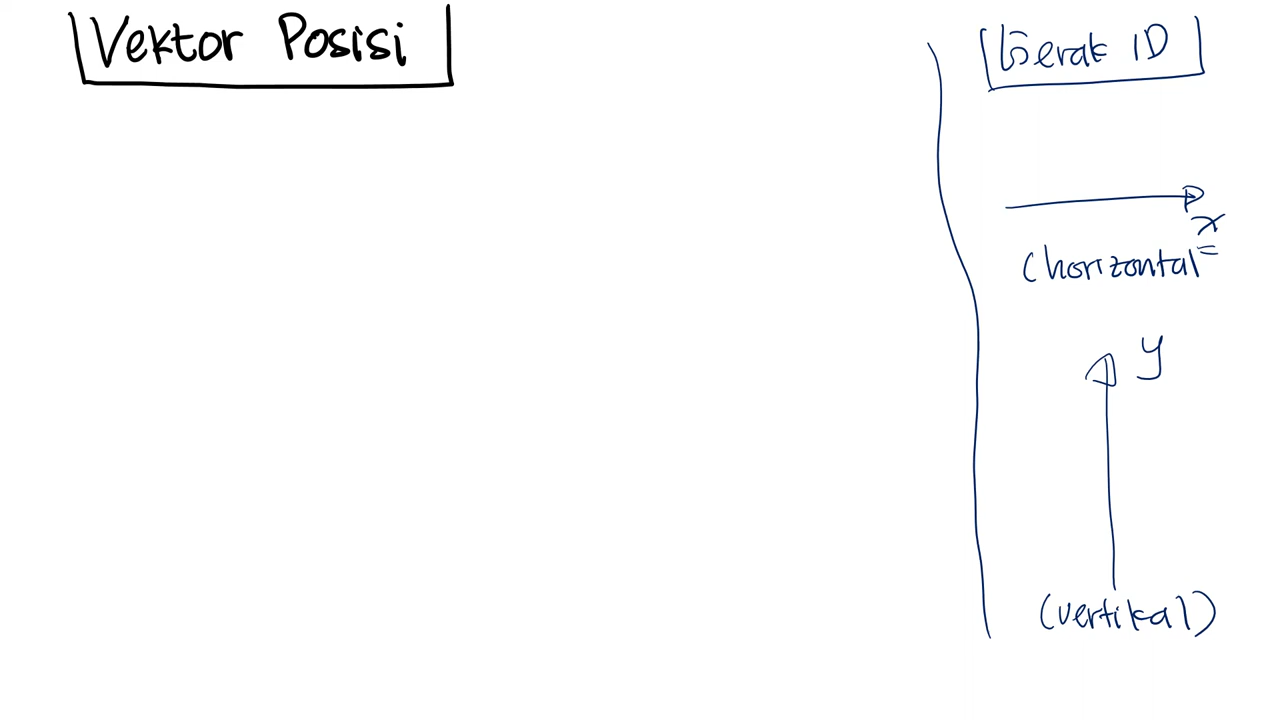 Vektor Posisi
Gerak 1D
x
(horizontal=
y
(vertikal)